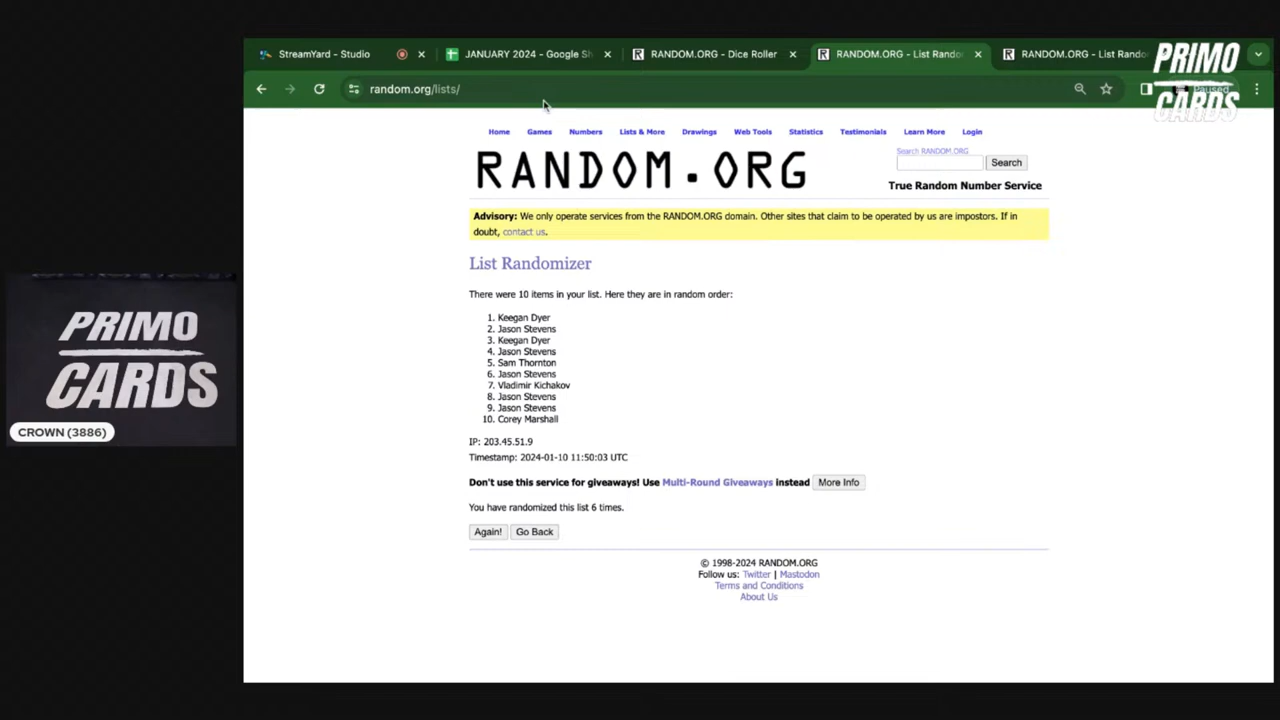 StreamYard - Studio
JANUARY 2024 - Google Sh
RANDOM.ORG - Dice Roller
RANDOM.ORG - List Rando
RANDOM.ORG - List Rando
PRIMO
CARDS
random.org/lists/
Paused
Home Games Numbers Lists & More Drawings Web Tools Statistics Testimonials Learn More Login
RANDOM.ORG
Search RANDOM.ORG
Search
True Random Number Service
Advisory: We only operate services from the RANDOM.ORG domain. Other sites that claim to be operated by us are impostors. If in
doubt, contact us.
List Randomizer
There were 10 items in your list. Here they are in random order:
1. Keegan Dyer
2. Jason Stevens
3. Keegan Dyer
4. Jason Stevens
5. Sam Thornton
6. Jason Stevens
7. Vladimir Kichakov
8. Jason Stevens
9. Jason Stevens
10. Corey Marshall
IP: 203.45.51.9
Timestamp: 2024-01-10 11:50:03 UTC
Don't use this service for giveaways! Use Multi-Round Giveaways instead More Info
You have randomized this list 6 times.
Again! Go Back
© 1998-2024 RANDOM.ORG
Follow us: Twitter | Mastodon
Terms and Conditions
About Us
PRIMO
CARDS
CROWN (3886)